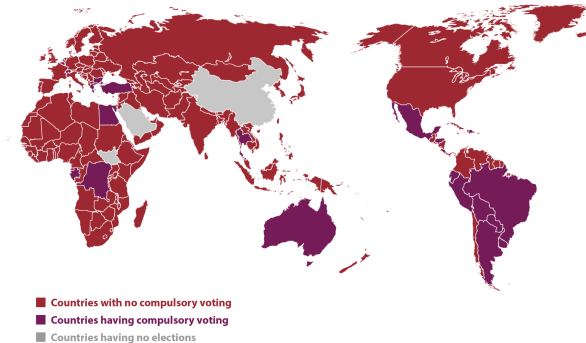 Countries with no compulsory voting
Countries having compulsory voting
Countries having no elections